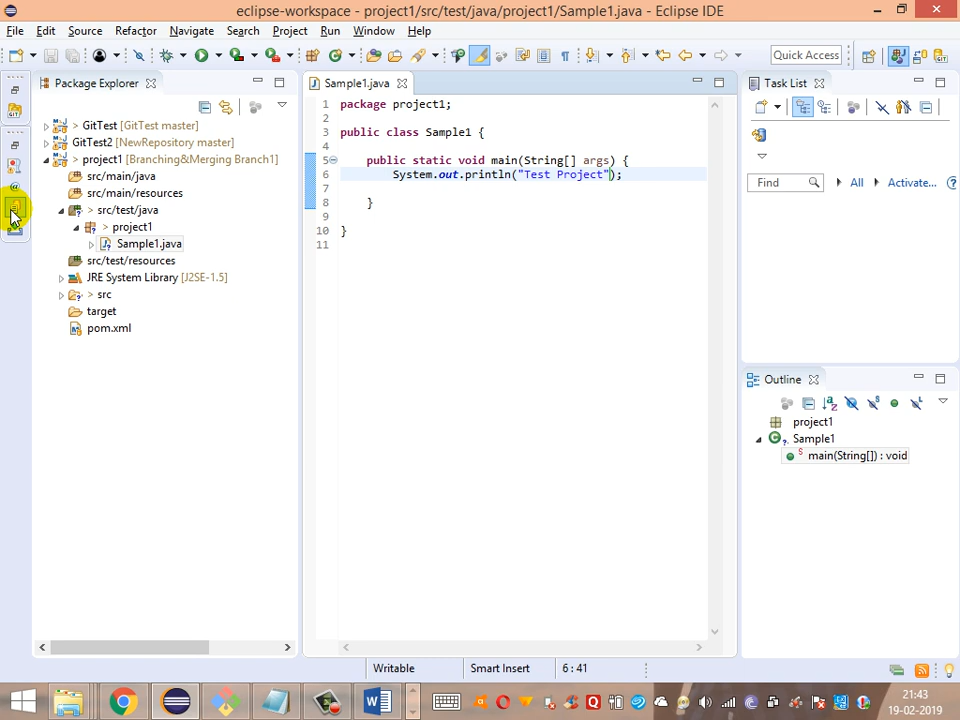 eclipse-workspace - project1/src/test/java/project1/Sample1.java - Eclipse IDE
File Edit Source Refactor Navigate Search Project Run Window Help
Quick Access
Package Explorer
> GitTest [GitTest master]
GitTest2 [NewRepository master]
> project1 [Branching&Merging Branch1]
src/main/java
src/main/resources
> src/test/java
> project1
Sample1.java
src/test/resources
JRE System Library [J2SE-1.5]
> src
target
pom.xml
Sample1.java
1 package project1;
2
3 public class Sample1 {
4
5 public static void main(String[] args) {
6 System.out.println("Test Project");
7
8 }
9
10 }
11
Task List
Find All Activate...
Outline
project1
Sample1
main(String[]) : void
Writable Smart Insert 6 : 41
21:43
19-02-2019